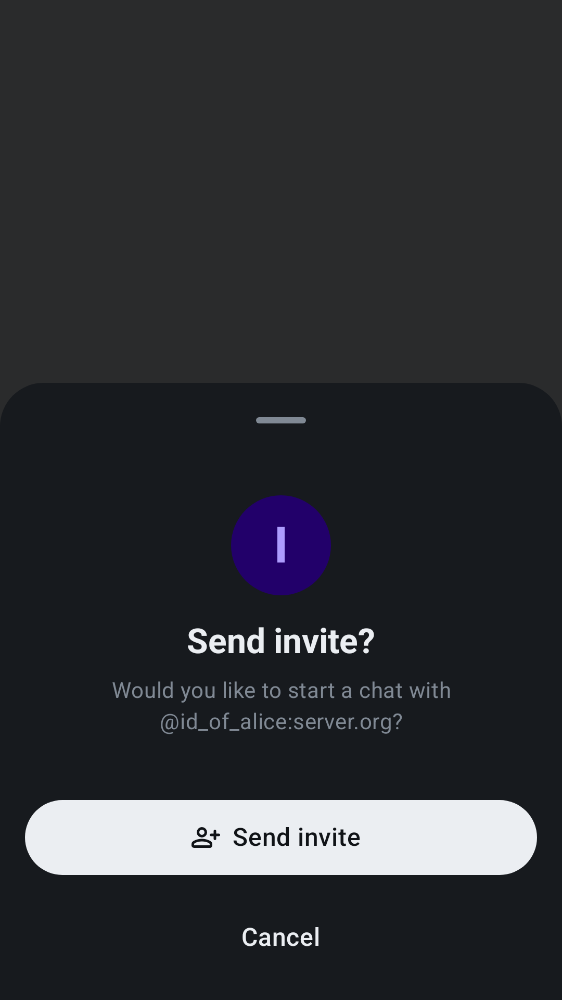 I
Send invite?
Would you like to start a chat with
@id_of_alice:server.org?
Send invite
Cancel